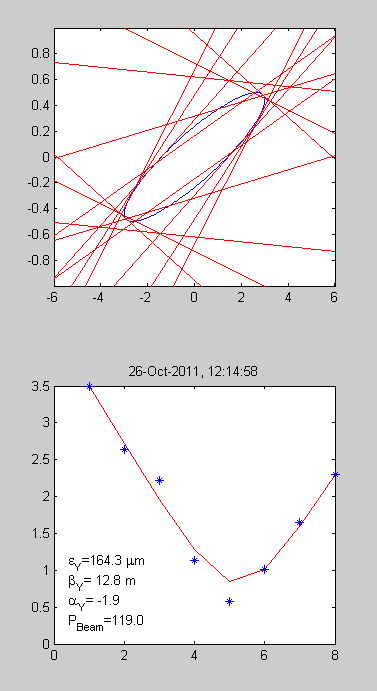 0.8
0.6
0.4
0.2
0
-0.2
-0.4
-0.6
-0.8
-6 -4 -2 0 2 4 6
26-Oct-2011, 12:14:58
3.5
3
2.5
2
1.5
1
0.5
0
εY=164.3 µm
βY= 12.8 m
αY= -1.9
PBeam=119.0
0 2 4 6 8